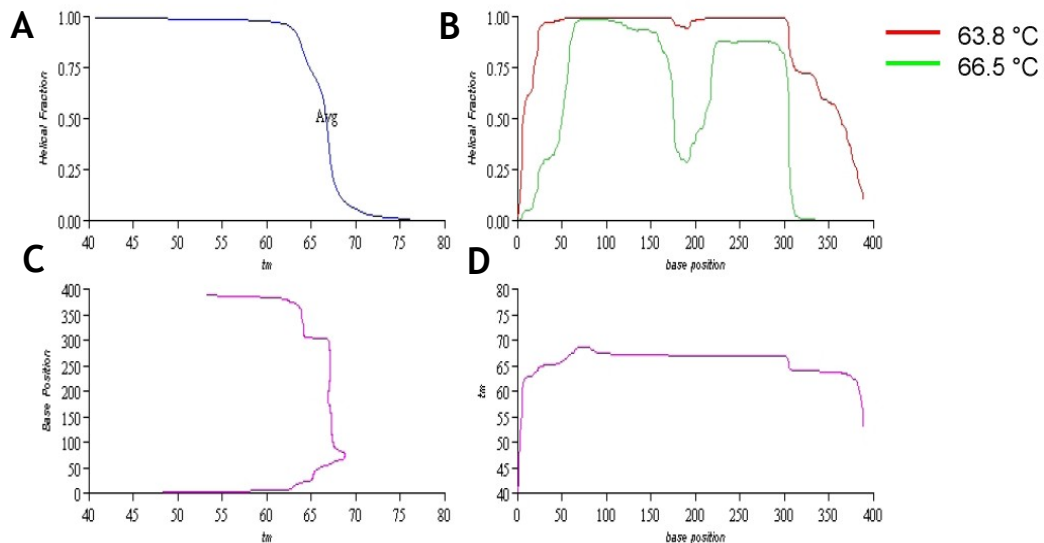 A
Helical Fraction
1.00
0.75
0.50
0.25
0.00
Avg
40 45 50 55 60 65 70 75 80
tm
B
Helical Fraction
1.00
0.75
0.50
0.25
0.00
0 50 100 150 200 250 300 350 400
base position
63.8 °C
66.5 °C
C
Base Position
400
350
300
250
200
150
100
50
0
40 45 50 55 60 65 70 75 80
tm
D
tm
80
75
70
65
60
55
50
45
40
0 50 100 150 200 250 300 350 400
base position